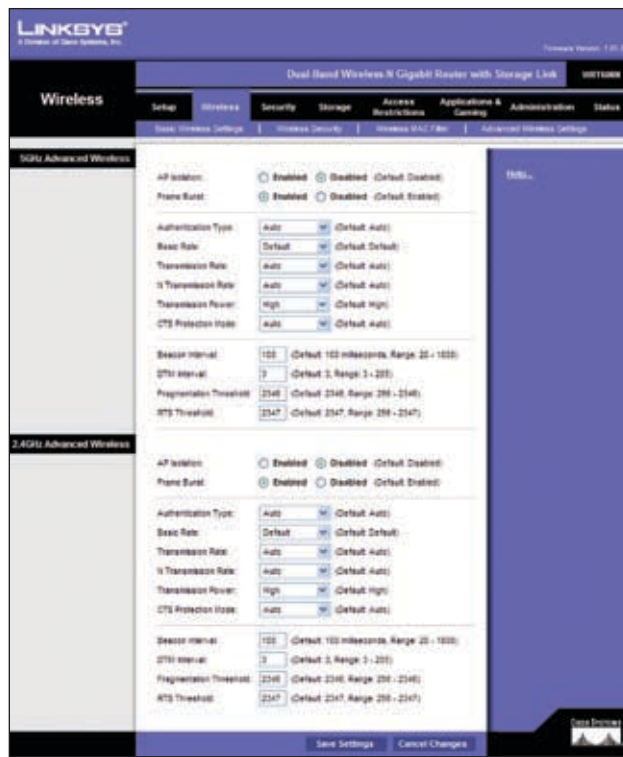 LINKSYS®
A Division of Cisco Systems, Inc.
Firmware Version:
Dual-Band Wireless-N Gigabit Router with Storage Link
WRT600N
Wireless
Setup Wireless Security Storage Access Restrictions Applications & Gaming Administration Status
Basic Wireless Settings | Wireless Security | Wireless MAC Filter | Advanced Wireless Settings
5GHz Advanced Wireless
Help...
AP Isolation: Enabled Disabled (Default: Disabled)
Frame Burst: Enabled Disabled (Default: Enabled)
Authentication Type: Auto (Default: Auto)
Basic Rate: Default (Default: Default)
Transmission Rate: Auto (Default: Auto)
N Transmission Rate: Auto (Default: Auto)
Transmission Power: High (Default: High)
CTS Protection Mode: Auto (Default: Auto)
Beacon Interval: 100 (Default: 100 milliseconds, Range: 20 - 1000)
DTIM Interval: 3 (Default: 3, Range: 1 - 255)
Fragmentation Threshold: 2346 (Default: 2346, Range: 256 - 2346)
RTS Threshold: 2347 (Default: 2347, Range: 256 - 2347)
2.4GHz Advanced Wireless
AP Isolation: Enabled Disabled (Default: Disabled)
Frame Burst: Enabled Disabled (Default: Enabled)
Authentication Type: Auto (Default: Auto)
Basic Rate: Default (Default: Default)
Transmission Rate: Auto (Default: Auto)
N Transmission Rate: Auto (Default: Auto)
Transmission Power: High (Default: High)
CTS Protection Mode: Auto (Default: Auto)
Beacon Interval: 100 (Default: 100 milliseconds, Range: 20 - 1000)
DTIM Interval: 3 (Default: 3, Range: 1 - 255)
Fragmentation Threshold: 2346 (Default: 2346, Range: 256 - 2346)
RTS Threshold: 2347 (Default: 2347, Range: 256 - 2347)
Save Settings Cancel Changes
Cisco Systems